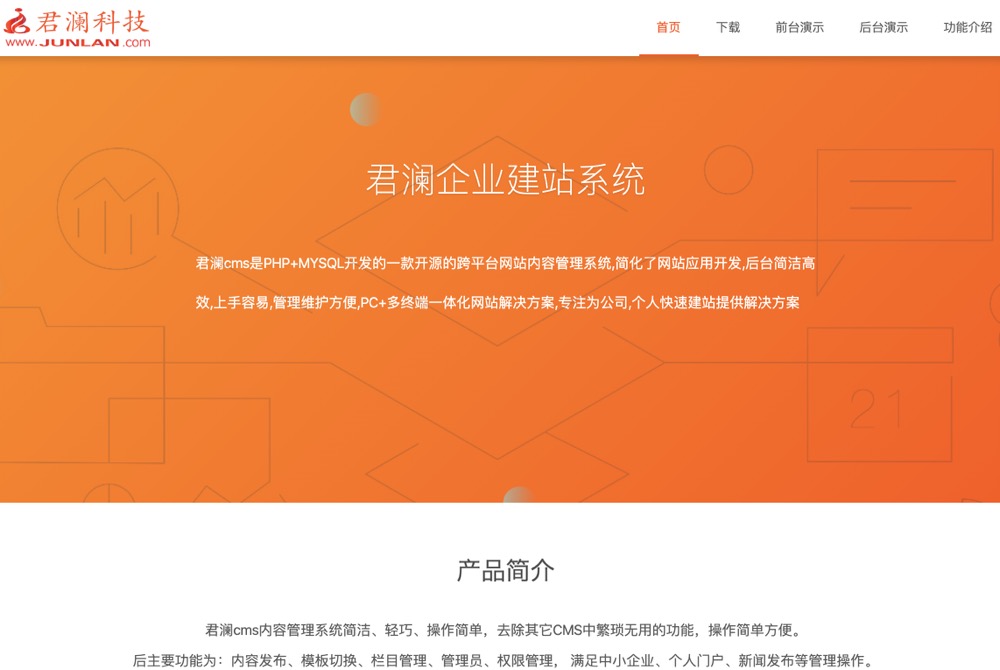 君澜科技
www.JUNLAN.com
首页 下载 前台演示 后台演示 功能介绍
君澜企业建站系统
君澜cms是PHP+MYSQL开发的一款开源的跨平台网站内容管理系统,简化了网站应用开发,后台简洁高
效,上手容易,管理维护方便,PC+多终端一体化网站解决方案,专注为公司,个人快速建站提供解决方案
21
产品简介
君澜cms内容管理系统简洁、轻巧、操作简单，去除其它CMS中繁琐无用的功能，操作简单方便。
后主要功能为：内容发布、模板切换、栏目管理、管理员、权限管理， 满足中小企业、个人门户、新闻发布等管理操作。